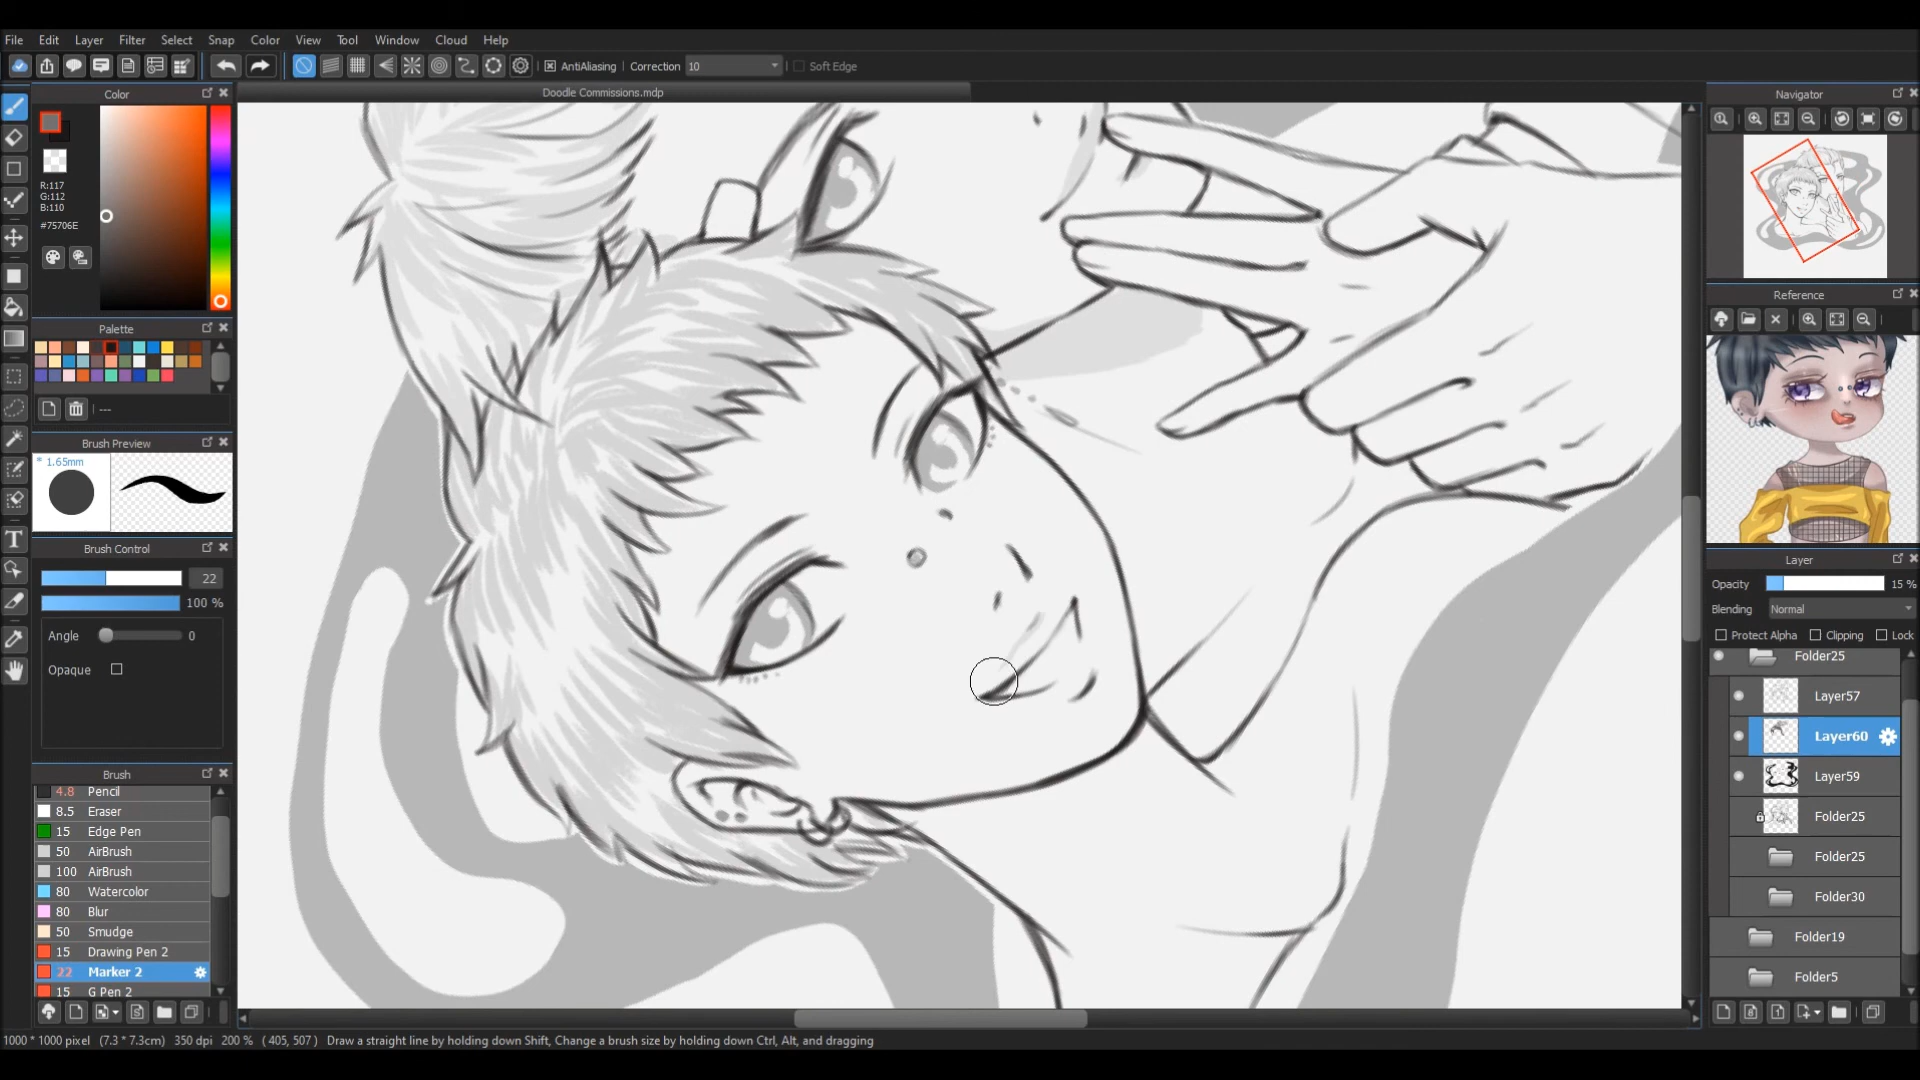 File Edit Layer Filter Select Snap Color View Tool Window Cloud Help
AntiAliasing Correction 10 Soft Edge
Color
Doodle Commissions.mdp
Navigator
R:117
G:112
B:110
#75706E
Palette
---
Brush Preview
* 1.65mm
Brush Control
22
100 %
Angle 0
Opaque
Brush
4.8 Pencil
8.5 Eraser
15 Edge Pen
50 AirBrush
100 AirBrush
80 Watercolor
80 Blur
50 Smudge
15 Drawing Pen 2
22 Marker 2
15 G Pen 2
Reference
Layer
Opacity 15 %
Blending Normal
Protect Alpha Clipping Lock
Folder25
Layer57
Layer60
Layer59
Folder25
Folder25
Folder30
Folder19
Folder5
1000 * 1000 pixel (7.3 * 7.3cm) 350 dpi 200 % ( 405, 507 ) Draw a straight line by holding down Shift, Change a brush size by holding down Ctrl, Alt, and dragging